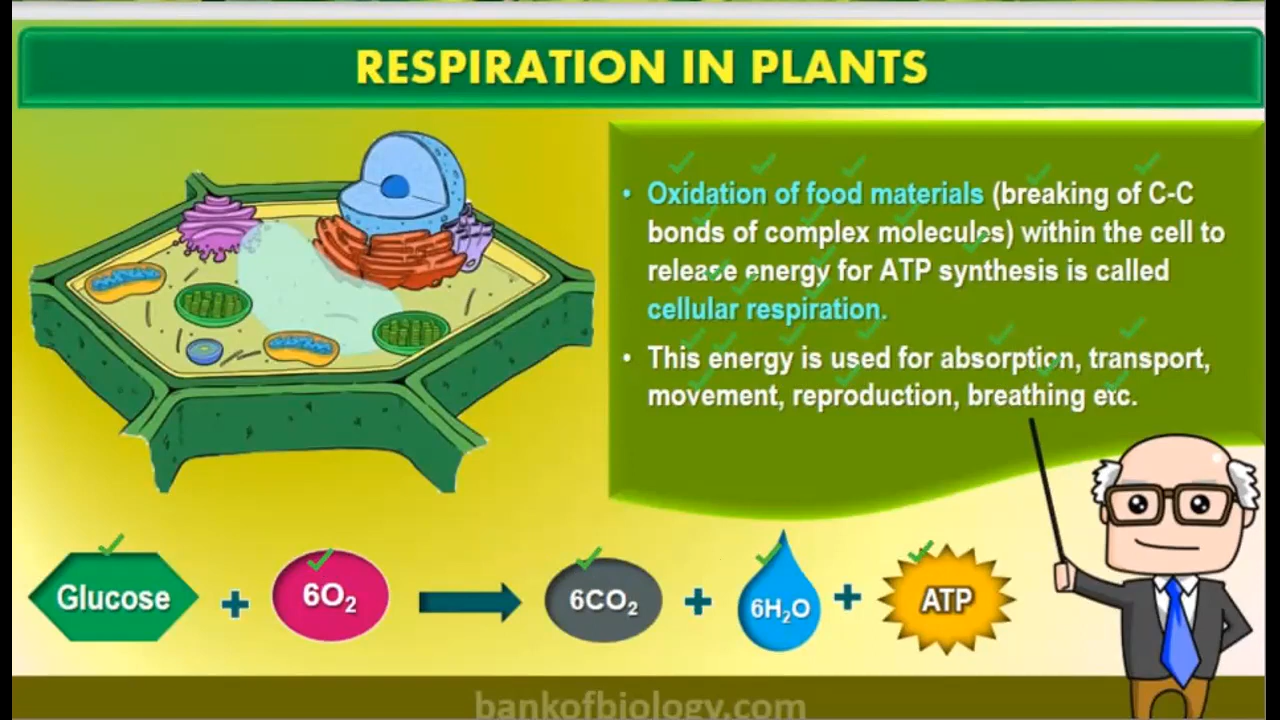 RESPIRATION IN PLANTS
• Oxidation of food materials (breaking of C-C
bonds of complex molecules) within the cell to
release energy for ATP synthesis is called
cellular respiration.
• This energy is used for absorption, transport,
movement, reproduction, breathing etc.
Glucose + 6O₂ → 6CO₂ + 6H₂O + ATP
bankofbiology.com